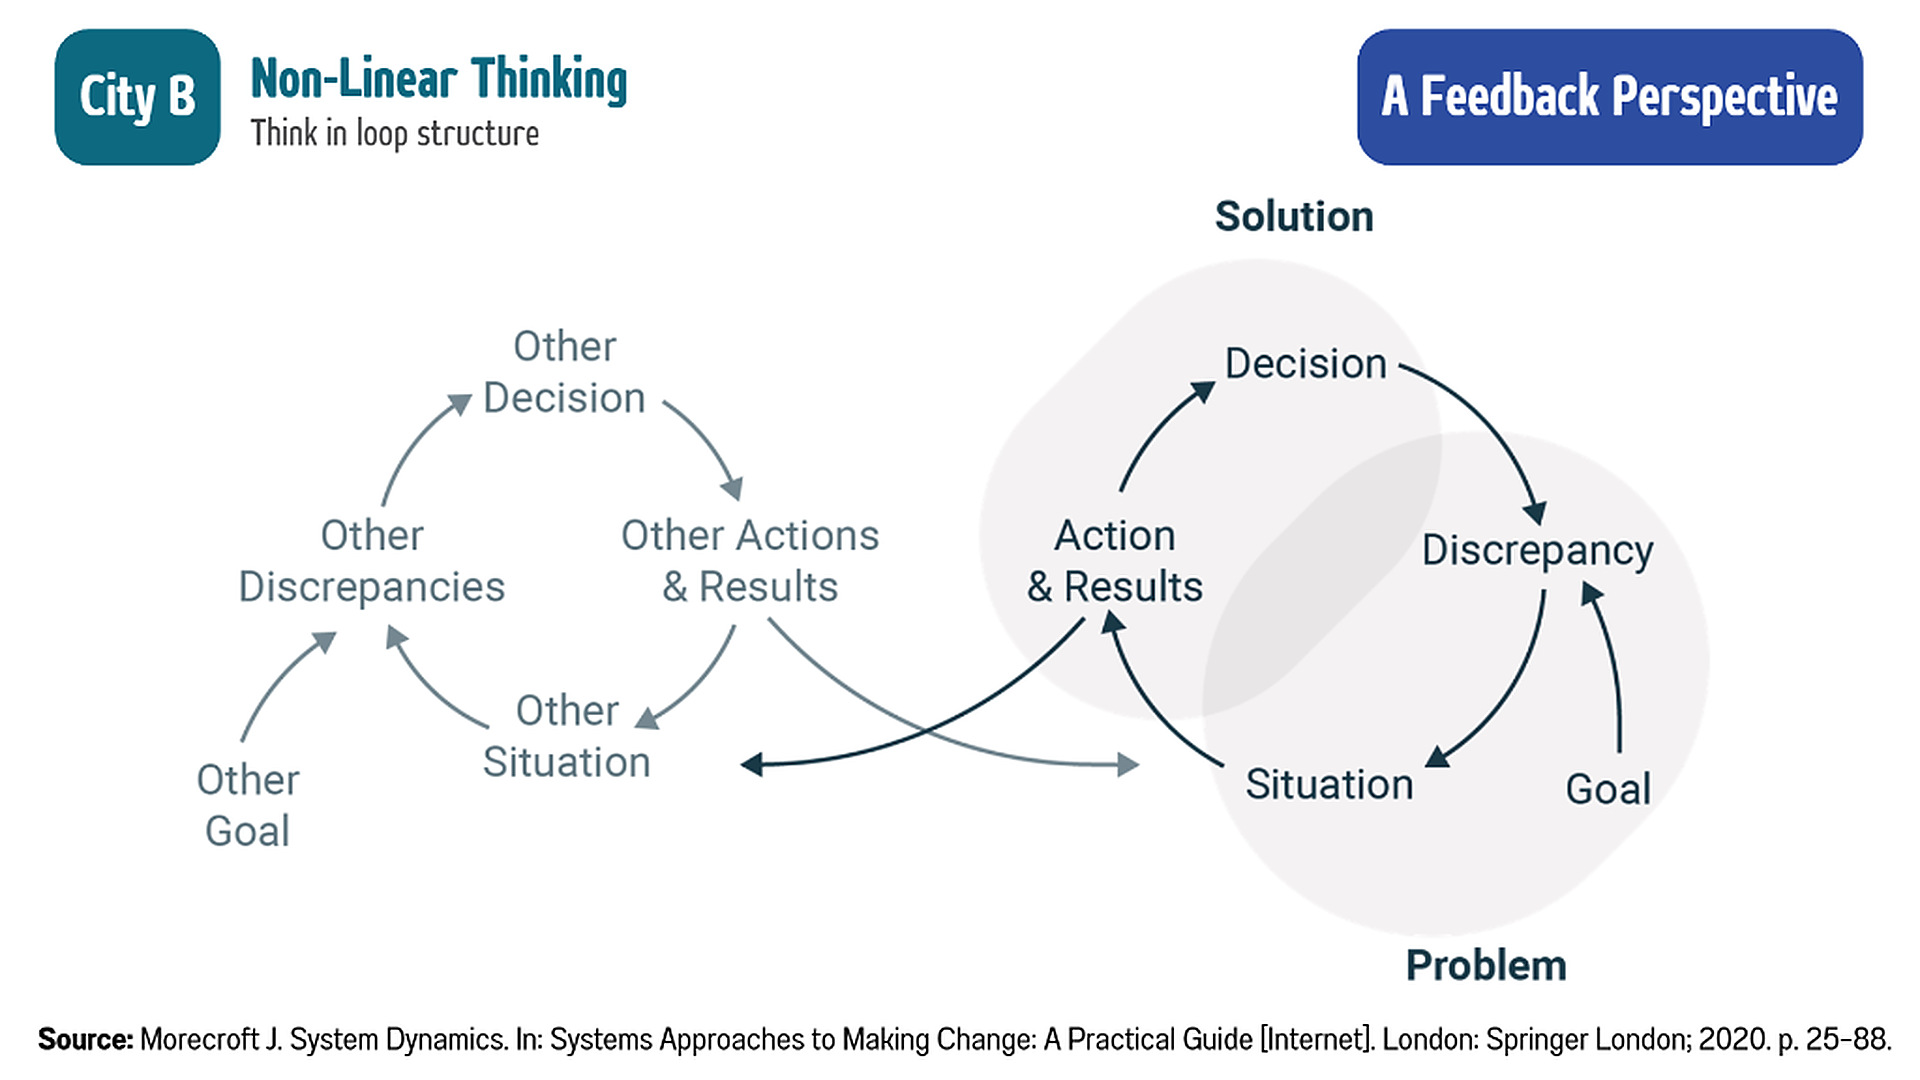 City B
Non-Linear Thinking
Think in loop structure
A Feedback Perspective
Solution
Other
Decision
Decision
Other
Discrepancies
Other Actions
& Results
Action
& Results
Discrepancy
Other
Situation
Other
Goal
Situation
Goal
Problem
Source: Morecroft J. System Dynamics. In: Systems Approaches to Making Change: A Practical Guide [Internet]. London: Springer London; 2020. p. 25–88.